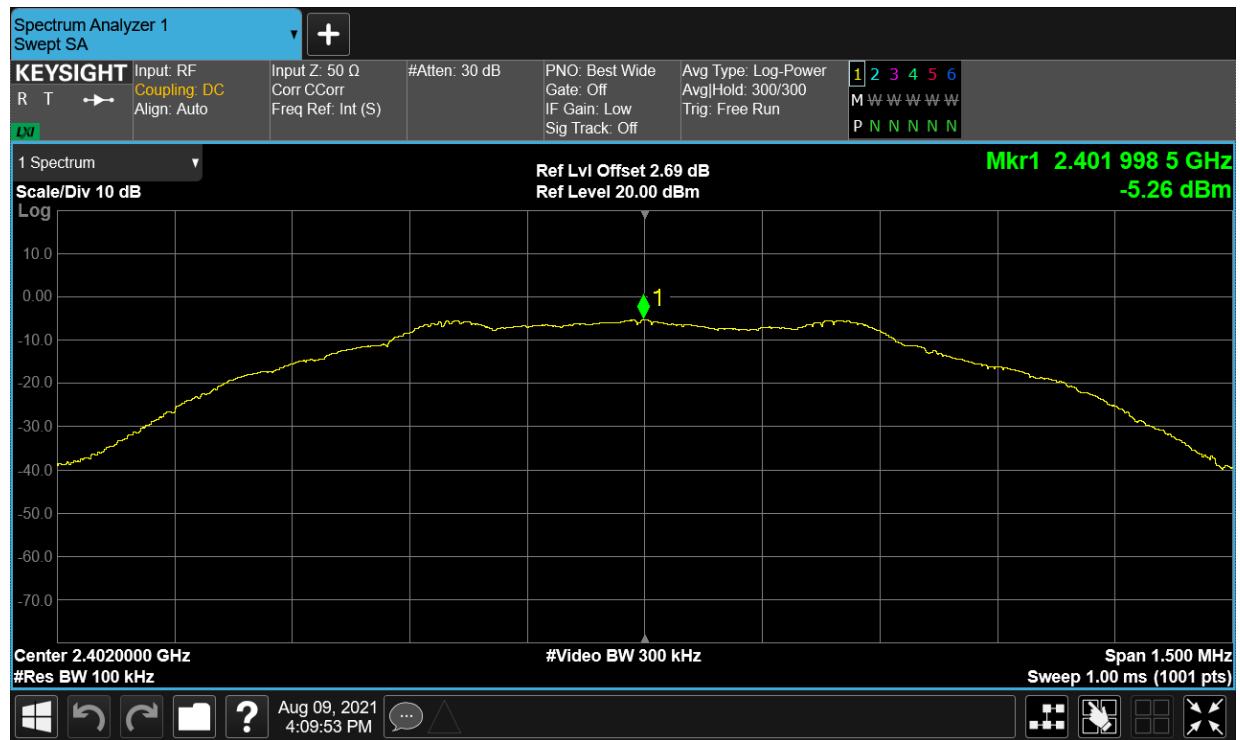 Spectrum Analyzer 1
Swept SA
KEYSIGHT
R T
LXI
Input: RF
Coupling: DC
Align: Auto
Input Z: 50 Ω
Corr CCorr
Freq Ref: Int (S)
#Atten: 30 dB
PNO: Best Wide
Gate: Off
IF Gain: Low
Sig Track: Off
Avg Type: Log-Power
Avg|Hold: 300/300
Trig: Free Run
1 2 3 4 5 6
M W W W W W
P N N N N N
1 Spectrum
Scale/Div 10 dB
Ref Lvl Offset 2.69 dB
Ref Level 20.00 dBm
Mkr1 2.401 998 5 GHz
-5.26 dBm
Log
10.0
0.00
-10.0
-20.0
-30.0
-40.0
-50.0
-60.0
-70.0
1
Center 2.4020000 GHz
#Res BW 100 kHz
#Video BW 300 kHz
Span 1.500 MHz
Sweep 1.00 ms (1001 pts)
?
Aug 09, 2021
4:09:53 PM